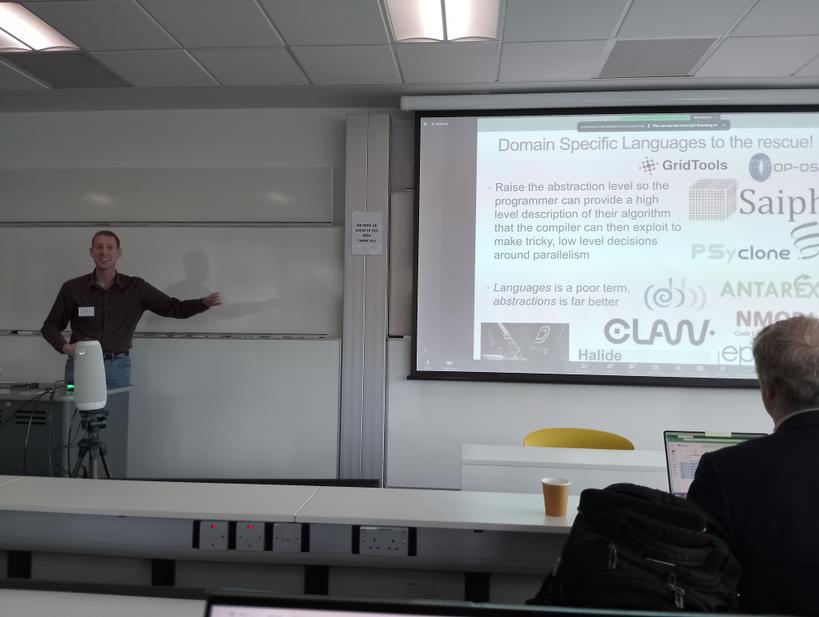 Domain Specific Languages to the rescue!
GridTools
OP-DS
• Raise the abstraction level so the
programmer can provide a high
level description of their algorithm
that the compiler can then exploit to
make tricky, low level decisions
around parallelism
Saiph
PSyclone
• Languages is a poor term,
abstractions is far better
ANTAREX
CLAW
Halide